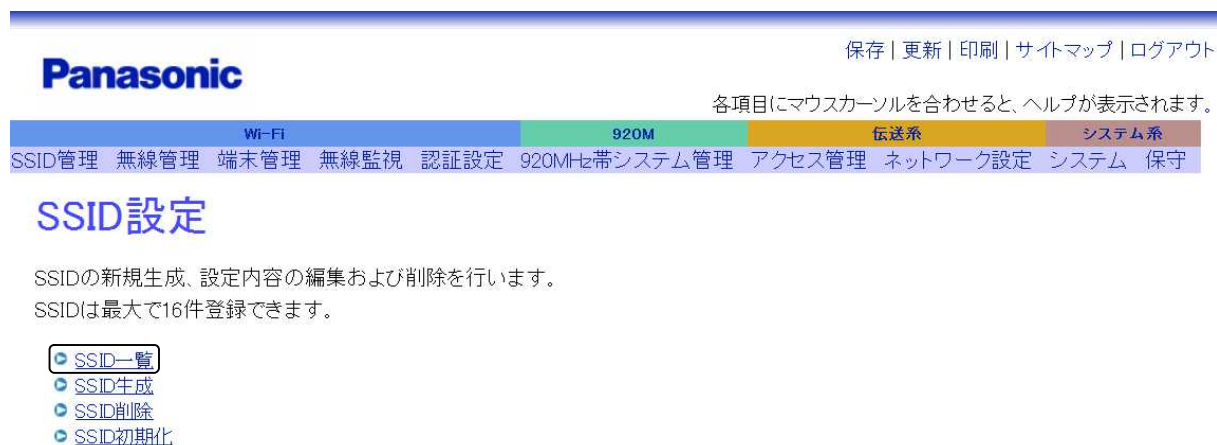 保存 | 更新 | 印刷 | サイトマップ | ログアウト
Panasonic
各項目にマウスカーソルを合わせると、ヘルプが表示されます。
Wi-Fi 920M 伝送系 システム系
SSID管理 無線管理 端末管理 無線監視 認証設定 920MHz帯システム管理 アクセス管理 ネットワーク設定 システム 保守
SSID設定
SSIDの新規生成、設定内容の編集および削除を行います。
SSIDは最大で16件登録できます。
SSID一覧
SSID生成
SSID削除
SSID初期化